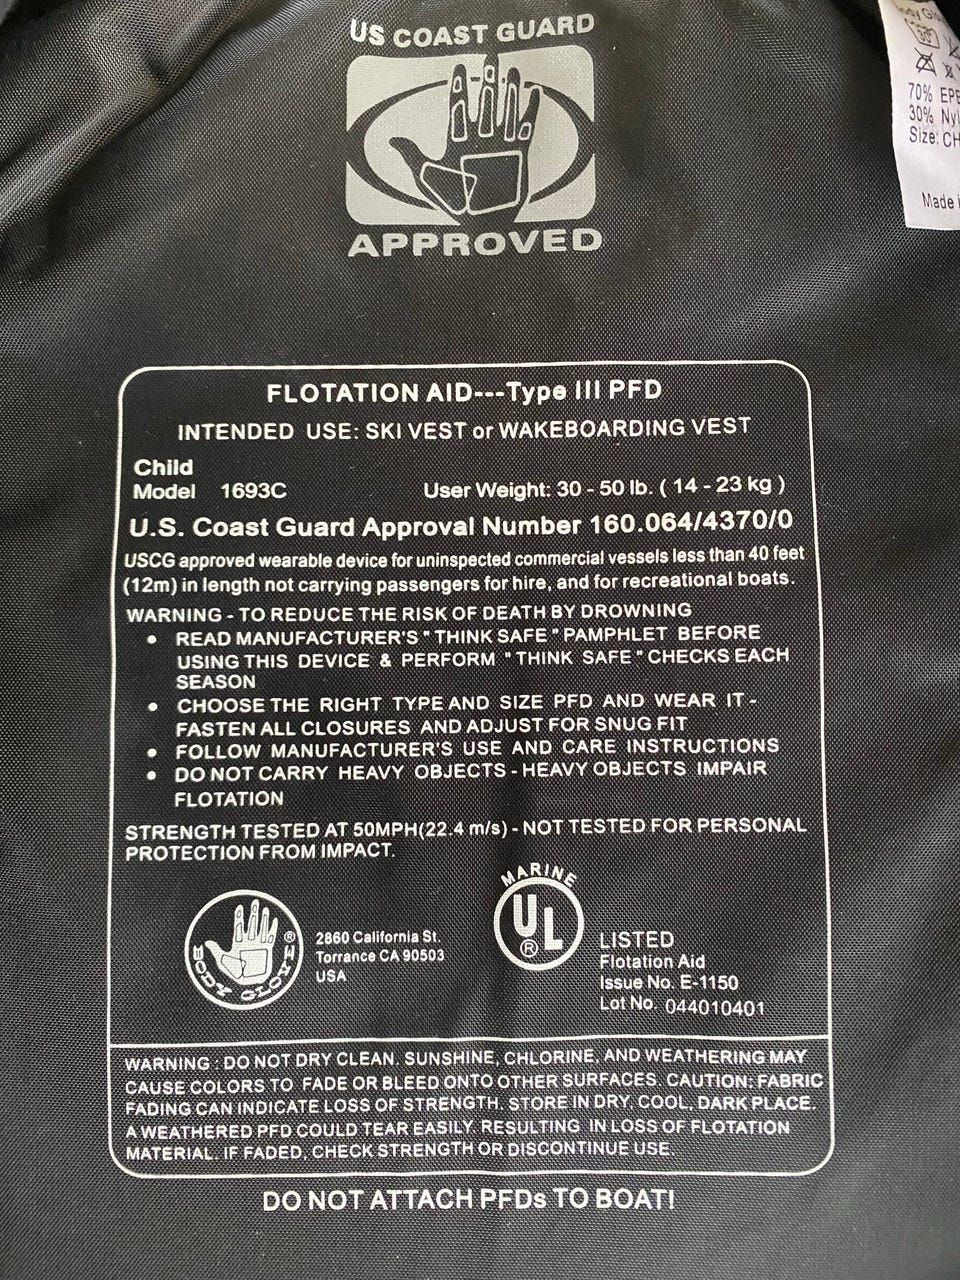 US COAST GUARD
APPROVED
70% EPE
30% Nyl
Size: CH
Made i
FLOTATION AID---Type III PFD
INTENDED USE: SKI VEST or WAKEBOARDING VEST
Child
Model 1693C User Weight: 30 - 50 lb. ( 14 - 23 kg )
U.S. Coast Guard Approval Number 160.064/4370/0
USCG approved wearable device for uninspected commercial vessels less than 40 feet
(12m) in length not carrying passengers for hire, and for recreational boats.
WARNING - TO REDUCE THE RISK OF DEATH BY DROWNING
• READ MANUFACTURER'S " THINK SAFE " PAMPHLET BEFORE
USING THIS DEVICE & PERFORM " THINK SAFE " CHECKS EACH
SEASON
• CHOOSE THE RIGHT TYPE AND SIZE PFD AND WEAR IT -
FASTEN ALL CLOSURES AND ADJUST FOR SNUG FIT
• FOLLOW MANUFACTURER'S USE AND CARE INSTRUCTIONS
• DO NOT CARRY HEAVY OBJECTS - HEAVY OBJECTS IMPAIR
FLOTATION
STRENGTH TESTED AT 50MPH(22.4 m/s) - NOT TESTED FOR PERSONAL
PROTECTION FROM IMPACT.
BODY GLOVE ®
2860 California St.
Torrance CA 90503
USA
MARINE
UL ®
LISTED
Flotation Aid
Issue No. E-1150
Lot No. 044010401
WARNING : DO NOT DRY CLEAN. SUNSHINE, CHLORINE, AND WEATHERING MAY
CAUSE COLORS TO FADE OR BLEED ONTO OTHER SURFACES. CAUTION: FABRIC
FADING CAN INDICATE LOSS OF STRENGTH. STORE IN DRY, COOL, DARK PLACE.
A WEATHERED PFD COULD TEAR EASILY. RESULTING IN LOSS OF FLOTATION
MATERIAL. IF FADED, CHECK STRENGTH OR DISCONTINUE USE.
DO NOT ATTACH PFDs TO BOAT!